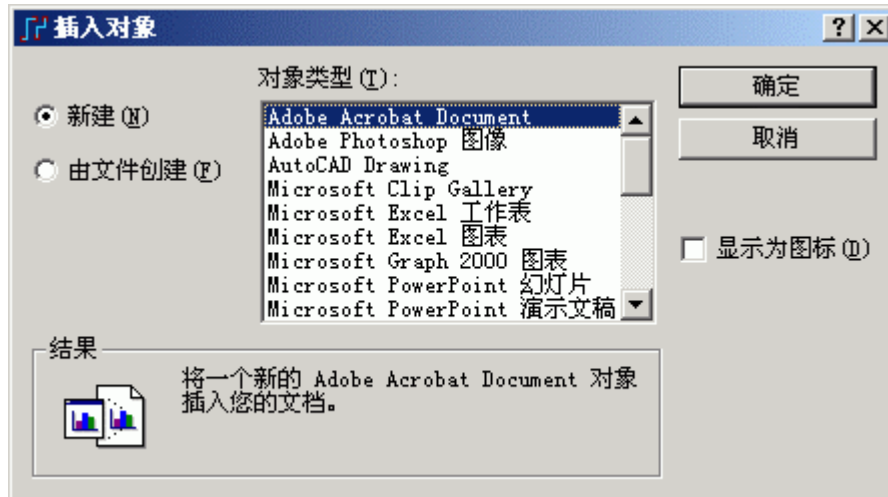 插入对象
对象类型(T):
新建(N)
由文件创建(F)
Adobe Acrobat Document
Adobe Photoshop 图像
AutoCAD Drawing
Microsoft Clip Gallery
Microsoft Excel 工作表
Microsoft Excel 图表
Microsoft Graph 2000 图表
Microsoft PowerPoint 幻灯片
Microsoft PowerPoint 演示文稿
确定
取消
显示为图标(D)
结果
将一个新的 Adobe Acrobat Document 对象
插入您的文档。